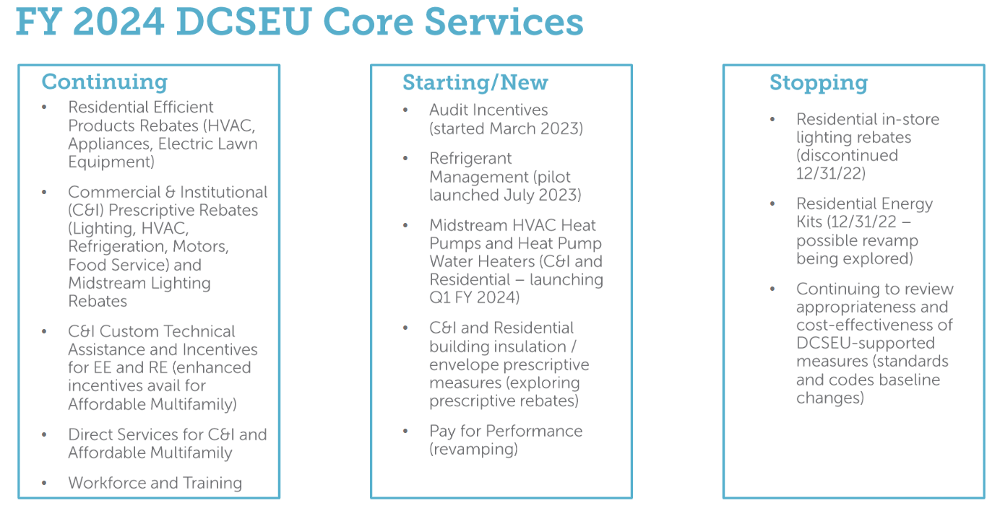 FY 2024 DCSEU Core Services
Continuing
• Residential Efficient
Products Rebates (HVAC,
Appliances, Electric Lawn
Equipment)
• Commercial & Institutional
(C&I) Prescriptive Rebates
(Lighting, HVAC,
Refrigeration, Motors,
Food Service) and
Midstream Lighting
Rebates
• C&I Custom Technical
Assistance and Incentives
for EE and RE (enhanced
incentives avail for
Affordable Multifamily)
• Direct Services for C&I and
Affordable Multifamily
• Workforce and Training
Starting/New
• Audit Incentives
(started March 2023)
• Refrigerant
Management (pilot
launched July 2023)
• Midstream HVAC Heat
Pumps and Heat Pump
Water Heaters (C&I and
Residential – launching
Q1 FY 2024)
• C&I and Residential
building insulation /
envelope prescriptive
measures (exploring
prescriptive rebates)
• Pay for Performance
(revamping)
Stopping
• Residential in-store
lighting rebates
(discontinued
12/31/22)
• Residential Energy
Kits (12/31/22 –
possible revamp
being explored)
• Continuing to review
appropriateness and
cost-effectiveness of
DCSEU-supported
measures (standards
and codes baseline
changes)